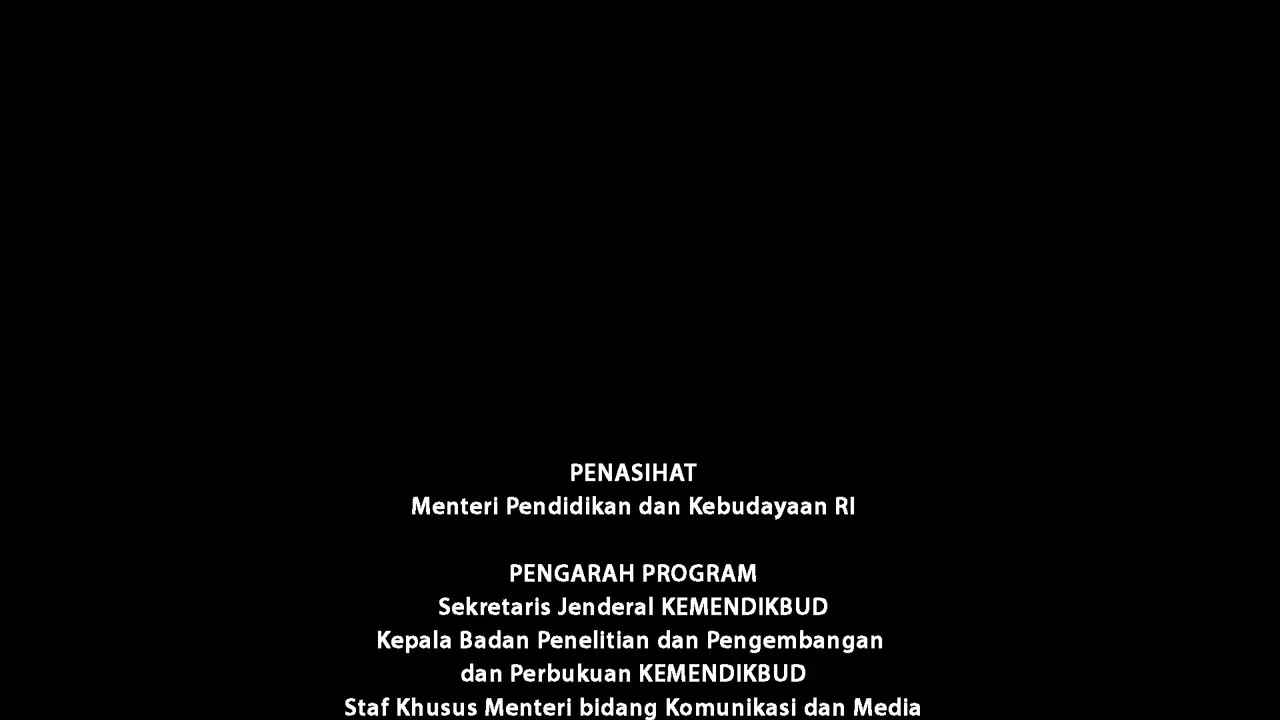 PENASIHAT
Menteri Pendidikan dan Kebudayaan RI
PENGARAH PROGRAM
Sekretaris Jenderal KEMENDIKBUD
Kepala Badan Penelitian dan Pengembangan
dan Perbukuan KEMENDIKBUD
Staf Khusus Menteri bidang Komunikasi dan Media